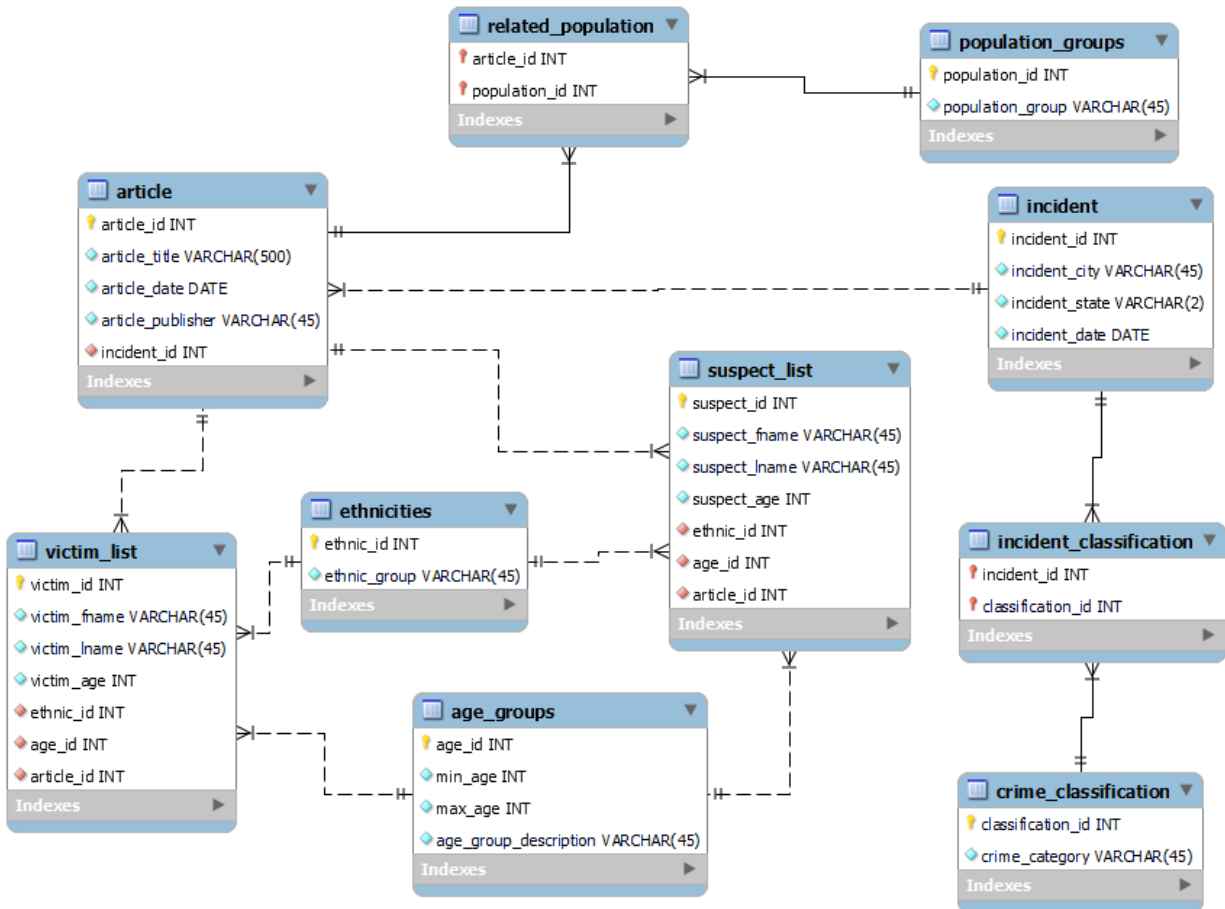 related_population
article_id INT
population_id INT
Indexes
population_groups
population_id INT
population_group VARCHAR(45)
Indexes
article
article_id INT
article_title VARCHAR(500)
article_date DATE
article_publisher VARCHAR(45)
incident_id INT
Indexes
incident
incident_id INT
incident_city VARCHAR(45)
incident_state VARCHAR(2)
incident_date DATE
Indexes
suspect_list
suspect_id INT
suspect_fname VARCHAR(45)
suspect_lname VARCHAR(45)
suspect_age INT
ethnic_id INT
age_id INT
article_id INT
Indexes
ethnicities
ethnic_id INT
ethnic_group VARCHAR(45)
Indexes
victim_list
victim_id INT
victim_fname VARCHAR(45)
victim_lname VARCHAR(45)
victim_age INT
ethnic_id INT
age_id INT
article_id INT
Indexes
incident_classification
incident_id INT
classification_id INT
Indexes
age_groups
age_id INT
min_age INT
max_age INT
age_group_description VARCHAR(45)
Indexes
crime_classification
classification_id INT
crime_category VARCHAR(45)
Indexes